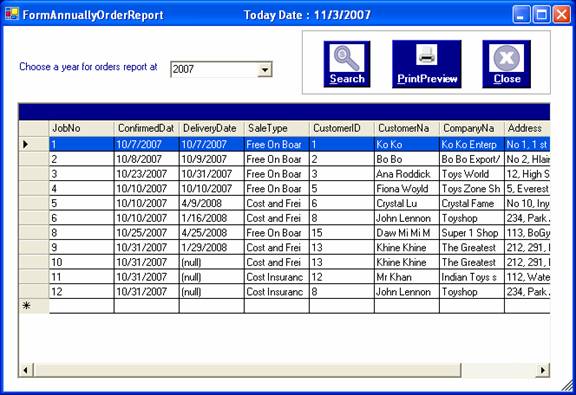 FormAnnuallyOrderReport Today Date : 11/3/2007
Choose a year for orders report at 2007 Search PrintPreview Close
JobNo ConfirmedDat DeliveryDate SaleType CustomerID CustomerNa CompanyNa Address
1 10/7/2007 10/7/2007 Free On Boar 1 Ko Ko Ko Ko Enterp No 1, 1 st
2 10/8/2007 10/9/2007 Free On Boar 2 Bo Bo Bo Bo Export/ No 2, Hlain
3 10/23/2007 10/31/2007 Free On Boar 3 Ana Roddick Toys World 12, High S
4 10/10/2007 10/10/2007 Free On Boar 5 Fiona Woyld Toys Zone Sh 5, Everest
5 10/10/2007 4/9/2008 Cost and Frei 6 Crystal Lu Crystal Fame No 10, Iny
6 10/10/2007 1/16/2008 Cost and Frei 8 John Lennon Toyshop 234, Park
8 10/25/2007 4/25/2008 Free On Boar 15 Daw Mi Mi M Super 1 Shop 113, BoGy
9 10/31/2007 1/29/2008 Cost and Frei 13 Khine Khine The Greatest 212, 291,
10 10/31/2007 (null) Cost and Frei 13 Khine Khine The Greatest 212, 291,
11 10/31/2007 (null) Cost Insuranc 12 Mr Khan Indian Toys s 112, Wate
12 10/31/2007 (null) Cost Insuranc 8 John Lennon Toyshop 234, Park